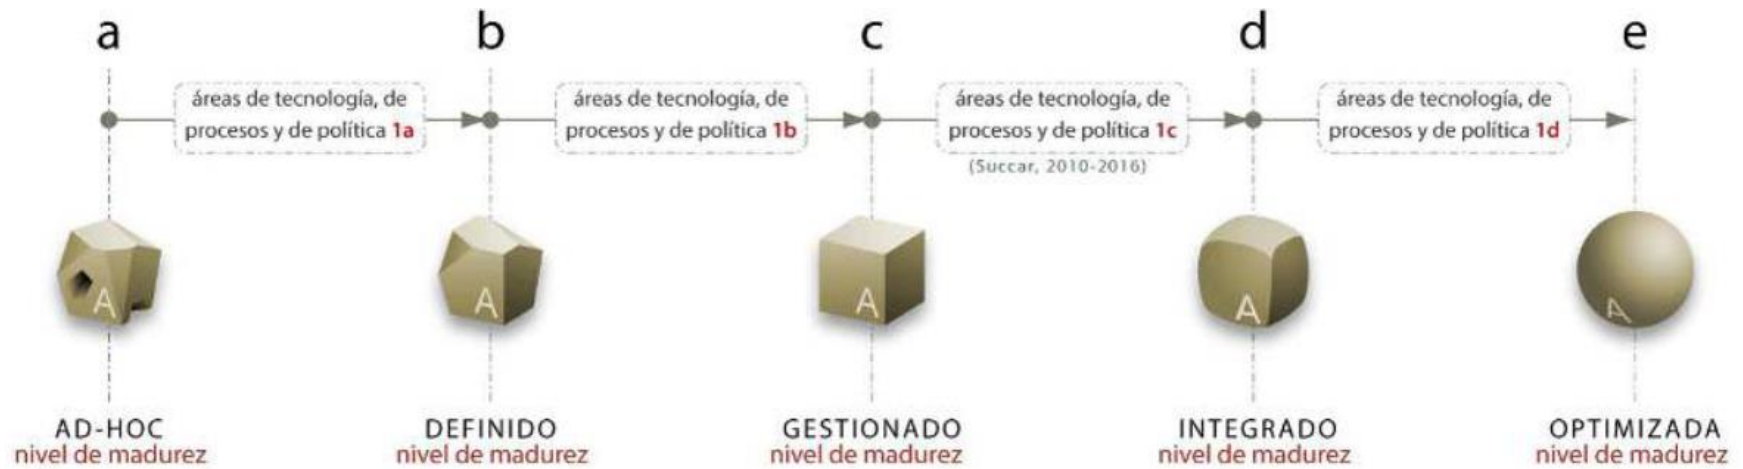 a
b
c
d
e
áreas de tecnología, de
procesos y de política 1a
áreas de tecnología, de
procesos y de política 1b
áreas de tecnología, de
procesos y de política 1c
(Succar, 2010-2016)
áreas de tecnología, de
procesos y de política 1d
A
A
A
A
A
AD-HOC
nivel de madurez
DEFINIDO
nivel de madurez
GESTIONADO
nivel de madurez
INTEGRADO
nivel de madurez
OPTIMIZADA
nivel de madurez